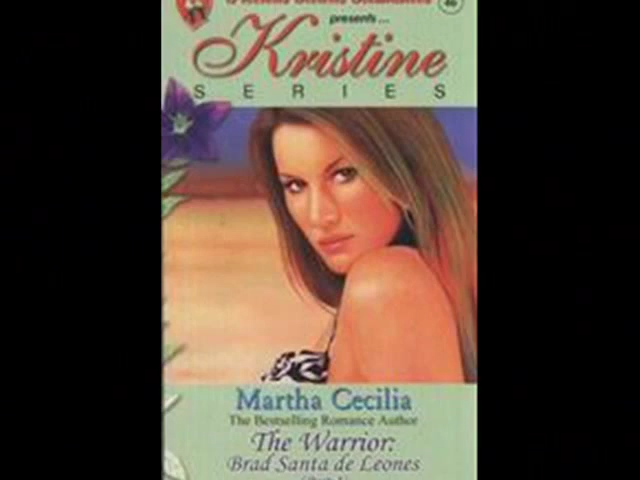 presents...
Kristine
SERIES
Martha Cecilia
The Bestselling Romance Author
The Warrior:
Brad Santa de Leones